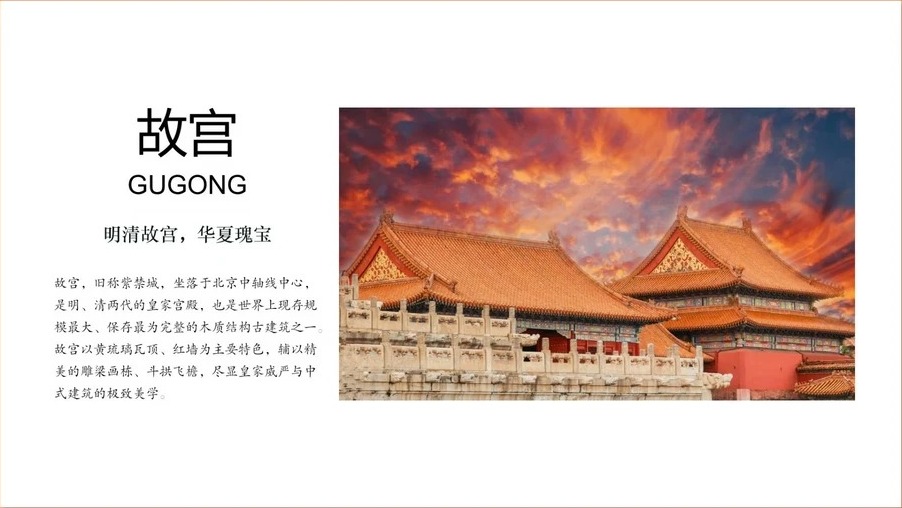 故宫
GUGONG
明清故宫，华夏瑰宝
故宫，旧称紫禁城，坐落于北京中轴线中心，
是明、清两代的皇家宫殿，也是世界上现存规
模最大、保存最为完整的木质结构古建筑之一。
故宫以黄琉璃瓦顶、红墙为主要特色，辅以精
美的雕梁画栋、斗拱飞檐，尽显皇家威严与中
式建筑的极致美学。